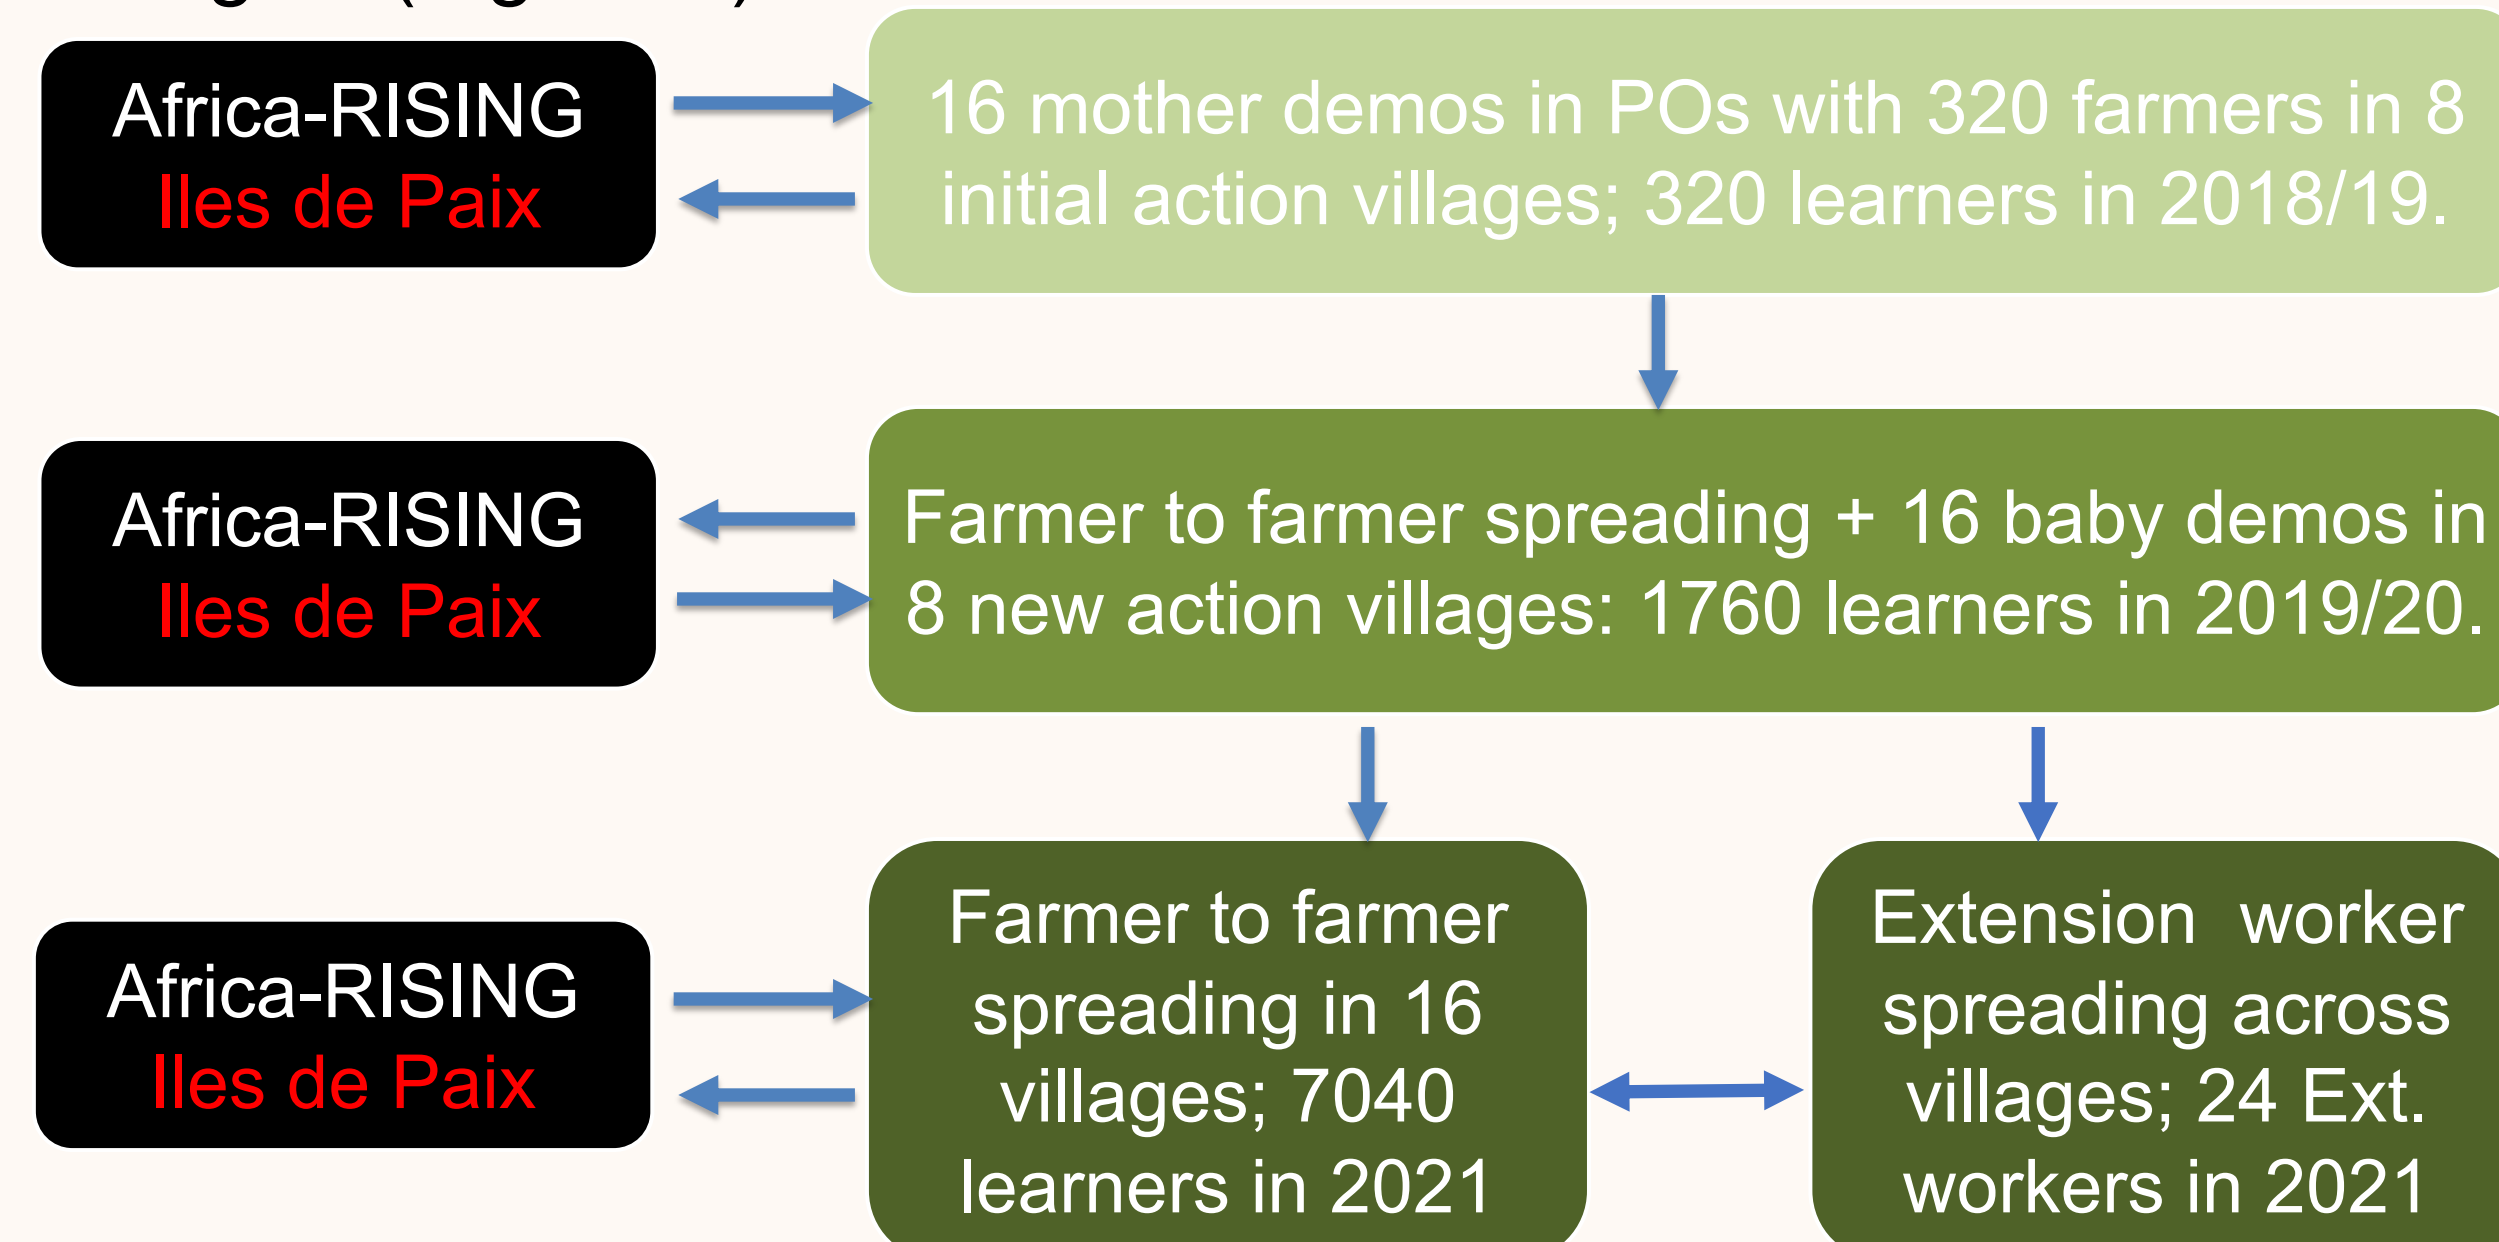 Africa-RISING
Iles de Paix
16 mother demos in POs with 320 farmers in 8
initial action villages; 320 learners in 2018/19.
Africa-RISING
Iles de Paix
Farmer to farmer spreading + 16 baby demos in
8 new action villages: 1760 learners in 2019/20.
Africa-RISING
Iles de Paix
Farmer to farmer
spreading in 16
villages; 7040
learners in 2021
Extension worker
spreading across
villages; 24 Ext.
workers in 2021